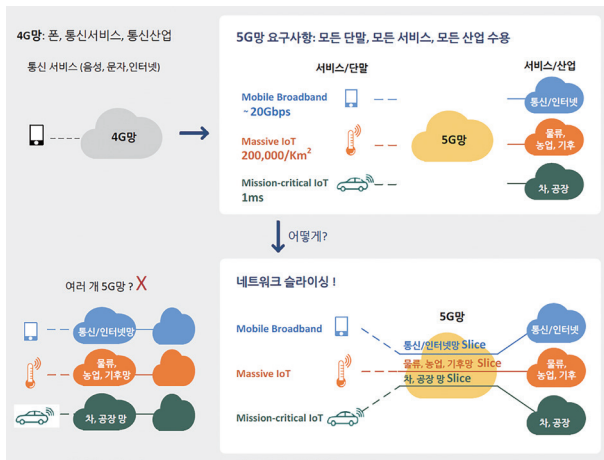 4G망: 폰, 통신서비스, 통신산업
통신 서비스 (음성, 문자,인터넷)
4G망
5G망 요구사항: 모든 단말, 모든 서비스, 모든 산업 수용
서비스/단말
서비스/산업
Mobile Broadband
~20Gbps
Massive IoT
200,000/Km²
Mission-critical IoT
1ms
5G망
통신/인터넷
물류,
농업, 기후
차, 공장
어떻게?
여러 개 5G망 ? X
통신/인터넷망
물류,
농업, 기후망
차, 공장 망
네트워크 슬라이싱 !
5G망
Mobile Broadband
Massive IoT
Mission-critical IoT
통신/인터넷망 Slice
물류, 농업, 기후망 Slice
차, 공장 망 Slice
통신/인터넷
물류,
농업, 기후
차, 공장